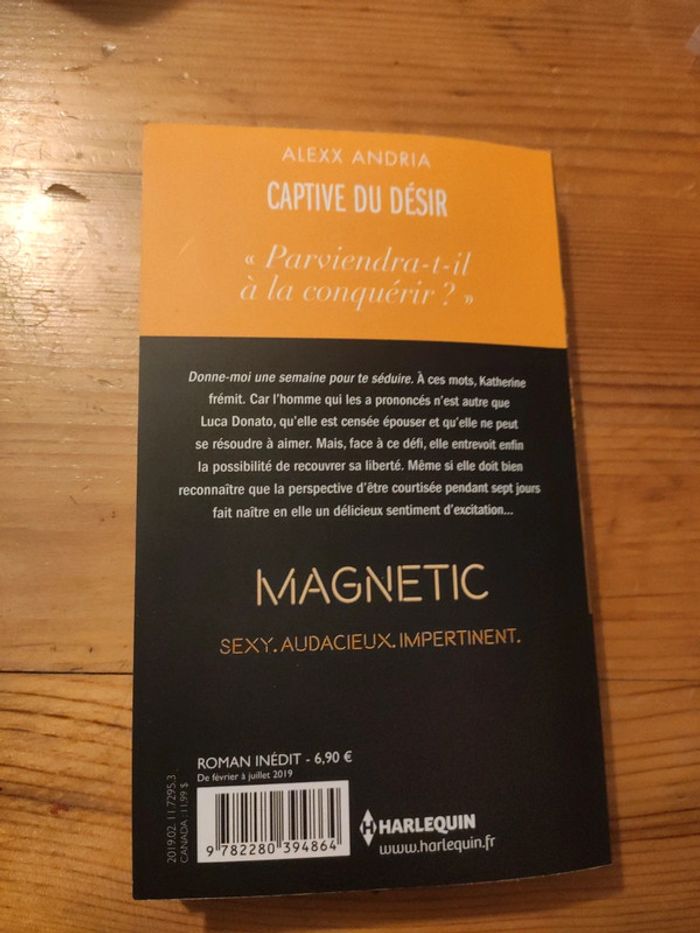 ALEXX ANDRIA
CAPTIVE DU DÉSIR
« Parviendra-t-il
à la conquérir ? »
Donne-moi une semaine pour te séduire. À ces mots, Katherine
frémit. Car l'homme qui les a prononcés n'est autre que
Luca Donato, qu'elle est censée épouser et qu'elle ne peut
se résoudre à aimer. Mais, face à ce défi, elle entrevoit enfin
la possibilité de recouvrer sa liberté. Même si elle doit bien
reconnaître que la perspective d'être courtisée pendant sept jours
fait naître en elle un délicieux sentiment d'excitation...
MAGNETIC
SEXY. AUDACIEUX. IMPERTINENT.
ROMAN INÉDIT - 6,90 €
De février à juillet 2019
2019.02.11.7295.3
CANADA : 11,99 $
9 782280 394864
HARLEQUIN
www.harlequin.fr